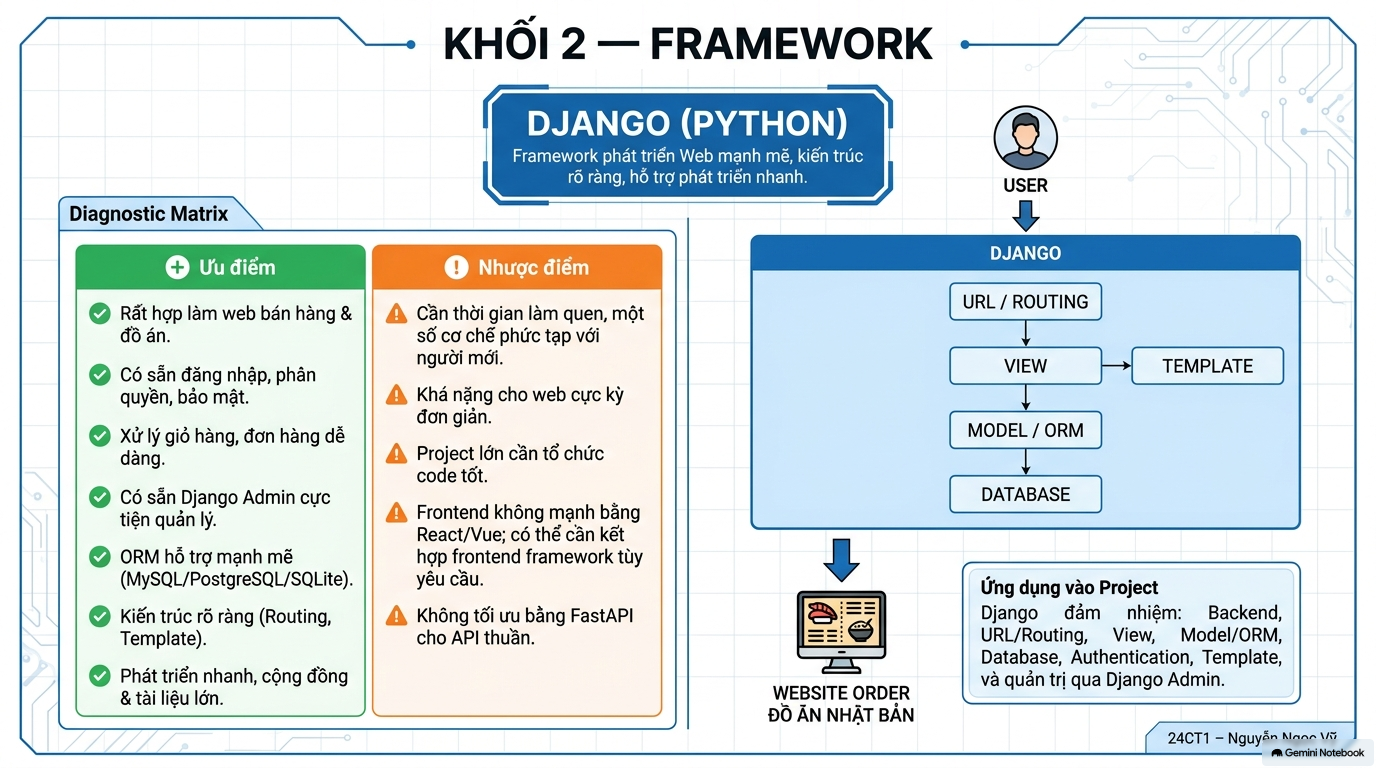 KHỐI 2 — FRAMEWORK
DJANGO (PYTHON)
Framework phát triển Web mạnh mẽ, kiến trúc
rõ ràng, hỗ trợ phát triển nhanh.
Diagnostic Matrix
Ưu điểm
Rất hợp làm web bán hàng &
đồ án.
Có sẵn đăng nhập, phân
quyền, bảo mật.
Xử lý giỏ hàng, đơn hàng dễ
dàng.
Có sẵn Django Admin cực
tiện quản lý.
ORM hỗ trợ mạnh mẽ
(MySQL/PostgreSQL/SQLite).
Kiến trúc rõ ràng (Routing,
Template).
Phát triển nhanh, cộng đồng
& tài liệu lớn.
Nhược điểm
Cần thời gian làm quen, một
số cơ chế phức tạp với
người mới.
Khá nặng cho web cực kỳ
đơn giản.
Project lớn cần tổ chức
code tốt.
Frontend không mạnh bằng
React/Vue; có thể cần kết
hợp frontend framework tùy
yêu cầu.
Không tối ưu bằng FastAPI
cho API thuần.
USER
DJANGO
URL / ROUTING
VIEW
TEMPLATE
MODEL / ORM
DATABASE
WEBSITE ORDER
ĐỒ ĂN NHẬT BẢN
Ứng dụng vào Project
Django đảm nhiệm: Backend,
URL/Routing, View, Model/ORM,
Database, Authentication, Template,
và quản trị qua Django Admin.
24CT1 – Nguyễn Ngọc Vỹ
Gemini Notebook